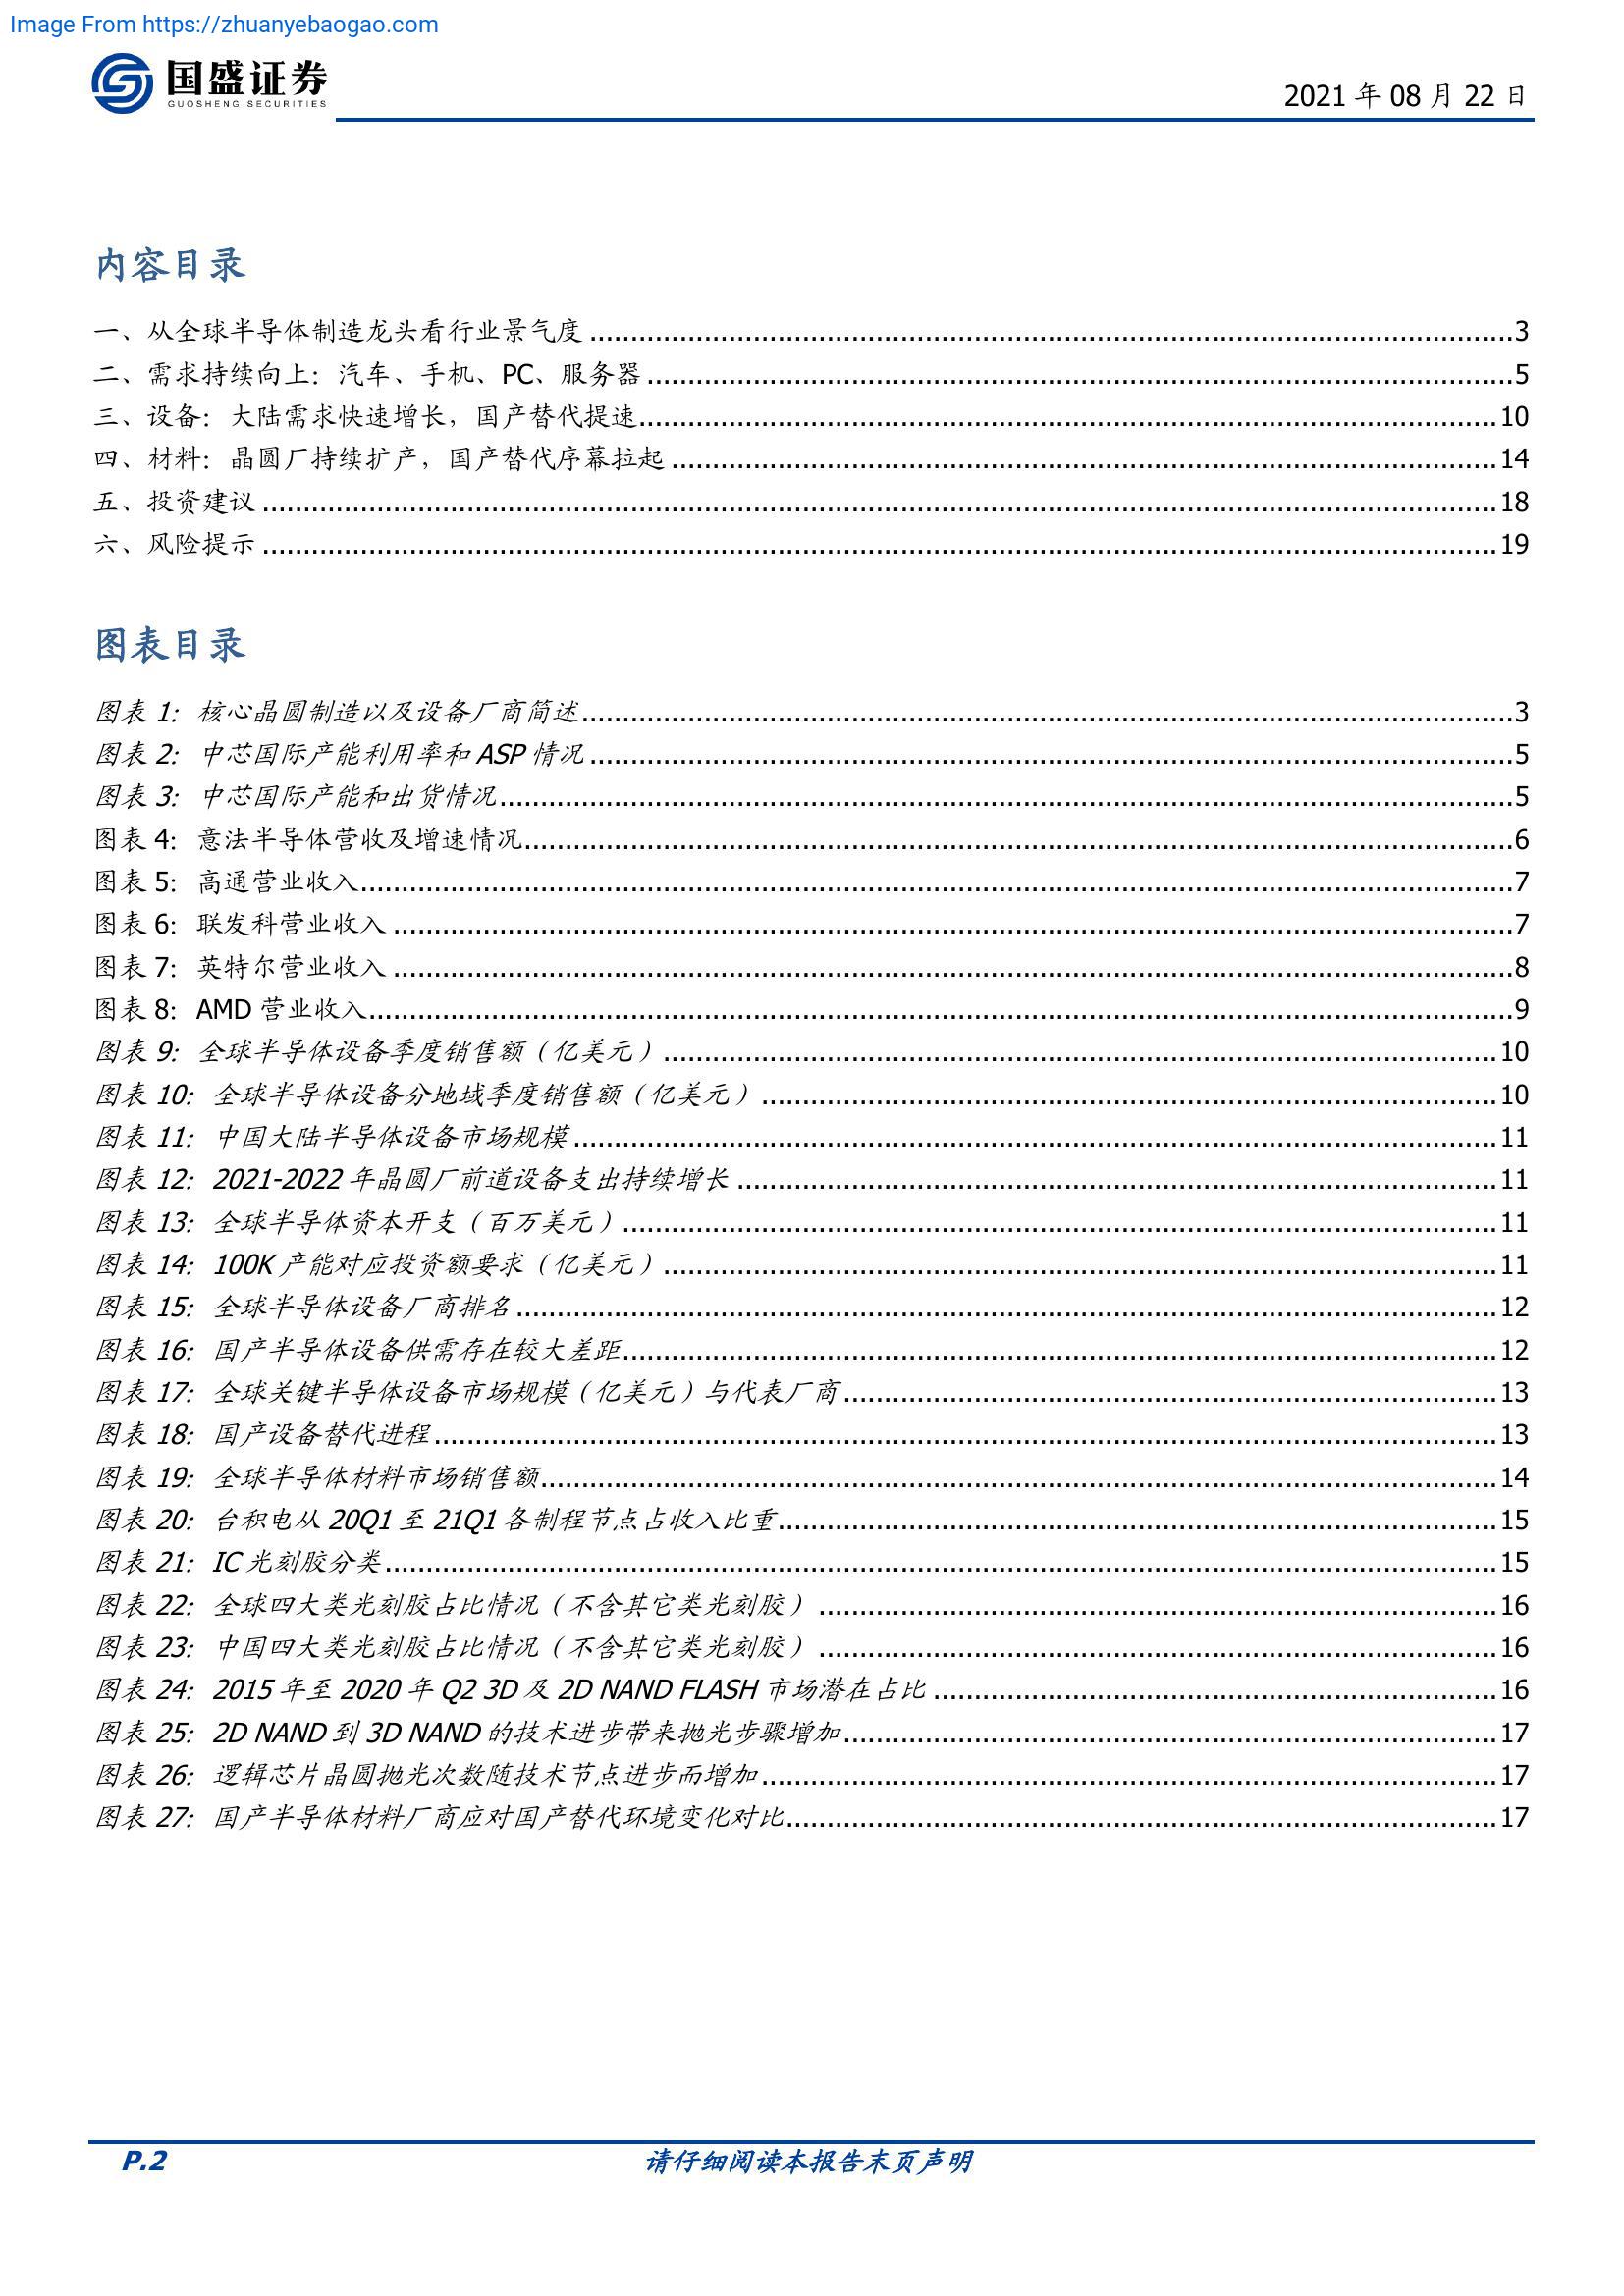 Image From https://zhuanyebaogao.com
国盛证券
GUOSHENG SECURITIES
2021 年 08 月 22 日
内容目录
一、从全球半导体制造龙头看行业景气度 3
二、需求持续向上：汽车、手机、PC、服务器 5
三、设备：大陆需求快速增长，国产替代提速 10
四、材料：晶圆厂持续扩产，国产替代序幕拉起 14
五、投资建议 18
六、风险提示 19
图表目录
图表 1：核心晶圆制造以及设备厂商简述 3
图表 2：中芯国际产能利用率和 ASP 情况 5
图表 3：中芯国际产能和出货情况 5
图表 4：意法半导体营收及增速情况 6
图表 5：高通营业收入 7
图表 6：联发科营业收入 7
图表 7：英特尔营业收入 8
图表 8：AMD 营业收入 9
图表 9：全球半导体设备季度销售额（亿美元） 10
图表 10：全球半导体设备分地域季度销售额（亿美元） 10
图表 11：中国大陆半导体设备市场规模 11
图表 12：2021-2022 年晶圆厂前道设备支出持续增长 11
图表 13：全球半导体资本开支（百万美元） 11
图表 14：100K 产能对应投资额要求（亿美元） 11
图表 15：全球半导体设备厂商排名 12
图表 16：国产半导体设备供需存在较大差距 12
图表 17：全球关键半导体设备市场规模（亿美元）与代表厂商 13
图表 18：国产设备替代进程 13
图表 19：全球半导体材料市场销售额 14
图表 20：台积电从 20Q1 至 21Q1 各制程节点占收入比重 15
图表 21：IC 光刻胶分类 15
图表 22：全球四大类光刻胶占比情况（不含其它类光刻胶） 16
图表 23：中国四大类光刻胶占比情况（不含其它类光刻胶） 16
图表 24：2015 年至 2020 年 Q2 3D 及 2D NAND FLASH 市场潜在占比 16
图表 25：2D NAND 到 3D NAND 的技术进步带来抛光步骤增加 17
图表 26：逻辑芯片晶圆抛光次数随技术节点进步而增加 17
图表 27：国产半导体材料厂商应对国产替代环境变化对比 17
P.2
请仔细阅读本报告末页声明